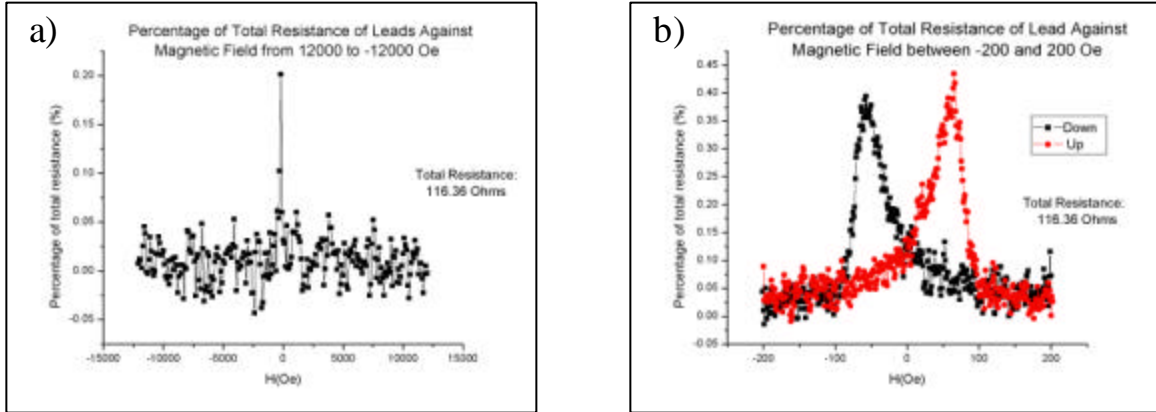 a)
Percentage of Total Resistance of Leads Against
Magnetic Field from 12000 to -12000 Oe
Percentage of total resistance (%)
0.20
0.15
0.10
0.05
0.00
-0.05
Total Resistance:
116.36 Ohms
-15000 -10000 -5000 0 5000 10000 15000
H(Oe)
b)
Percentage of Total Resistance of Lead Against
Magnetic Field between -200 and 200 Oe
Percentage of total resistance (%)
0.45
0.40
0.35
0.30
0.25
0.20
0.15
0.10
0.05
0.00
0.05
Down
Up
Total Resistance:
116.36 Ohms
-200 -100 0 100 200
H(Oe)